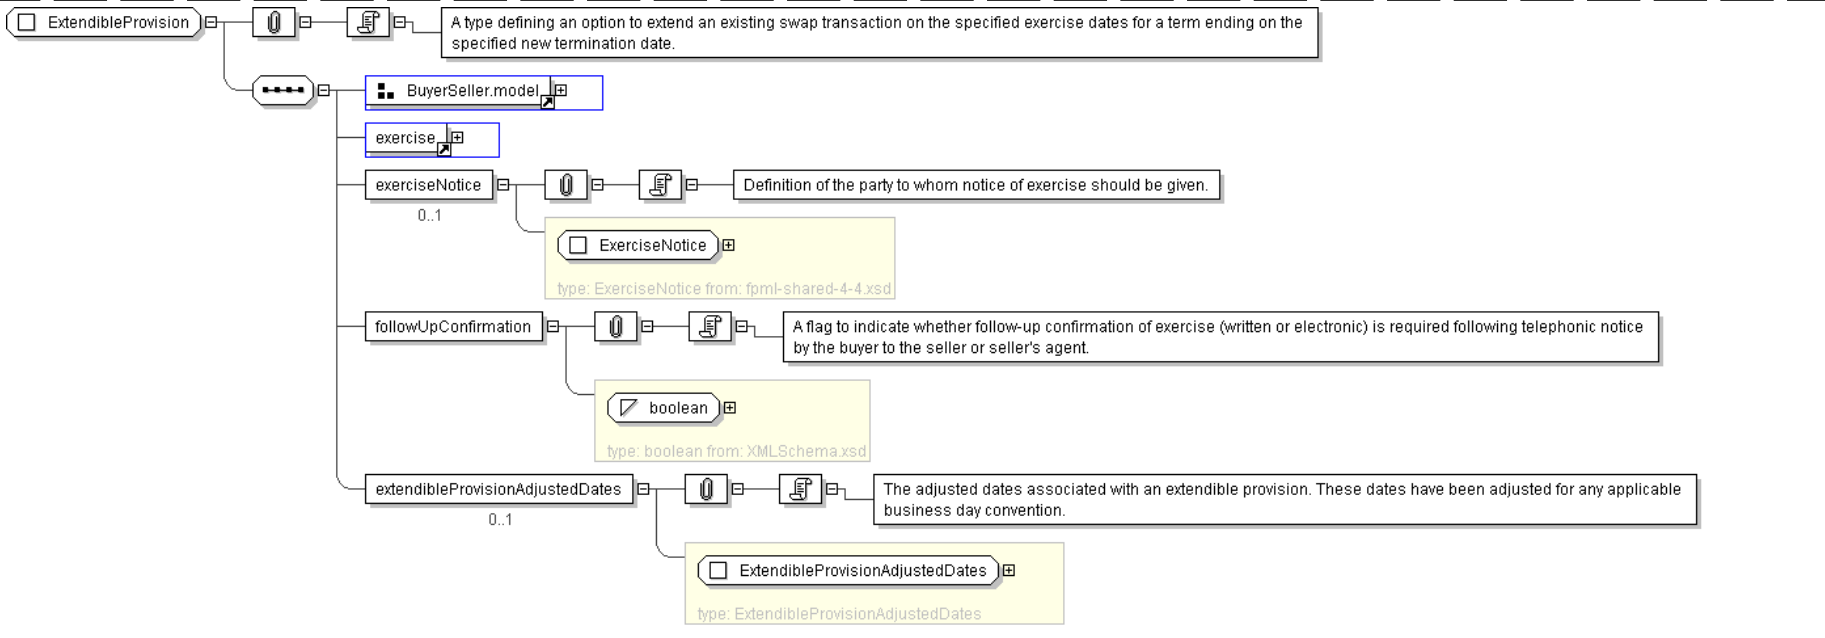 ExtendibleProvision
A type defining an option to extend an existing swap transaction on the specified exercise dates for a term ending on the
specified new termination date.
BuyerSeller.model
exercise
exerciseNotice
Definition of the party to whom notice of exercise should be given.
0..1
ExerciseNotice
type: ExerciseNotice from: fpml-shared-4-4.xsd
followUpConfirmation
A flag to indicate whether follow-up confirmation of exercise (written or electronic) is required following telephonic notice
by the buyer to the seller or seller's agent.
boolean
type: boolean from: XMLSchema.xsd
extendibleProvisionAdjustedDates
The adjusted dates associated with an extendible provision. These dates have been adjusted for any applicable
business day convention.
0..1
ExtendibleProvisionAdjustedDates
type: ExtendibleProvisionAdjustedDates